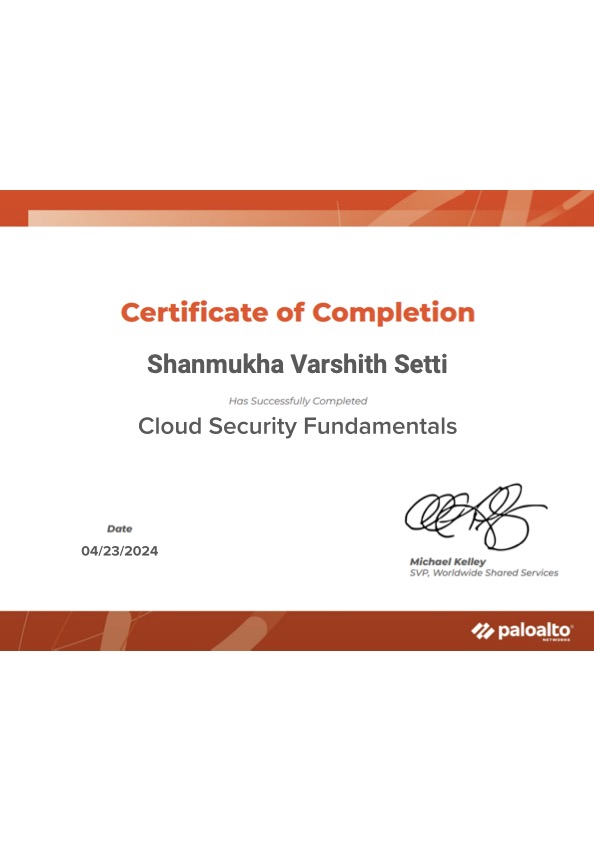 Certificate of Completion
Shanmukha Varshith Setti
Has Successfully Completed
Cloud Security Fundamentals
Date
04/23/2024
Michael Kelley
SVP, Worldwide Shared Services
paloalto®
NETWORKS